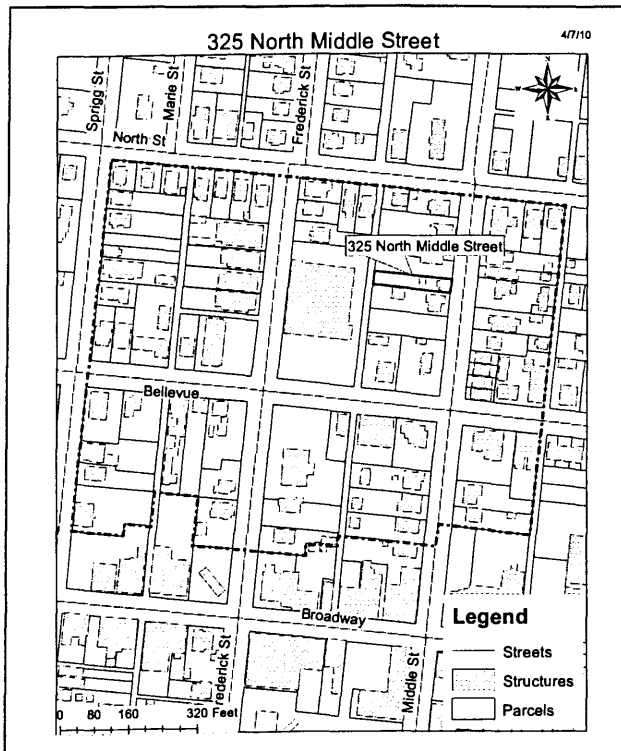 325 North Middle Street
4/7/10
N
W E
S
Sprigg St
Marie St
Frederick St
North St
325 North Middle Street
Bellevue
Broadway
Frederick St
Middle St
Legend
Streets
Structures
Parcels
0 80 160 320 Feet